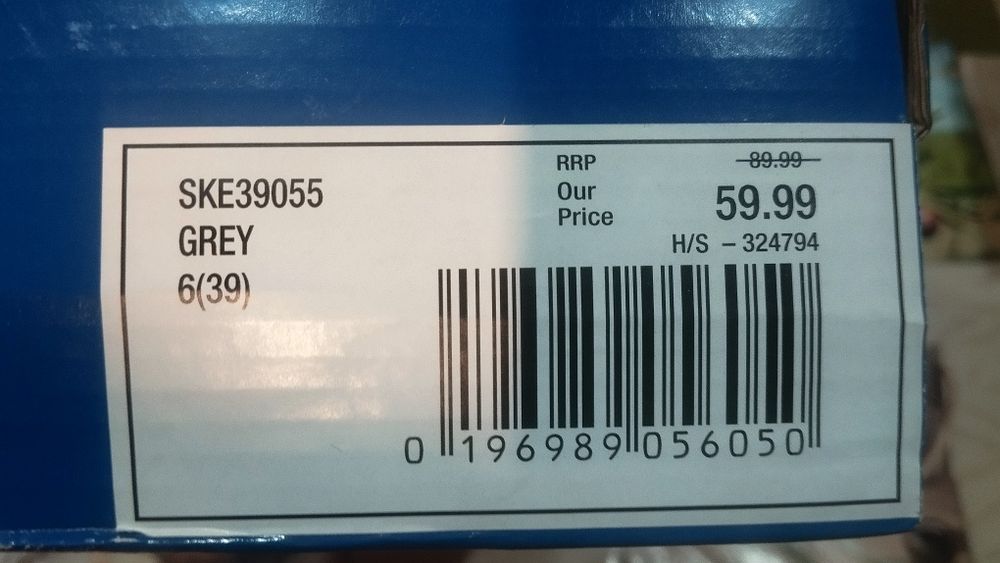 SKE39055
GREY
6(39)
RRP 89.99
Our
Price 59.99
H/S - 324794
0 196989 056050